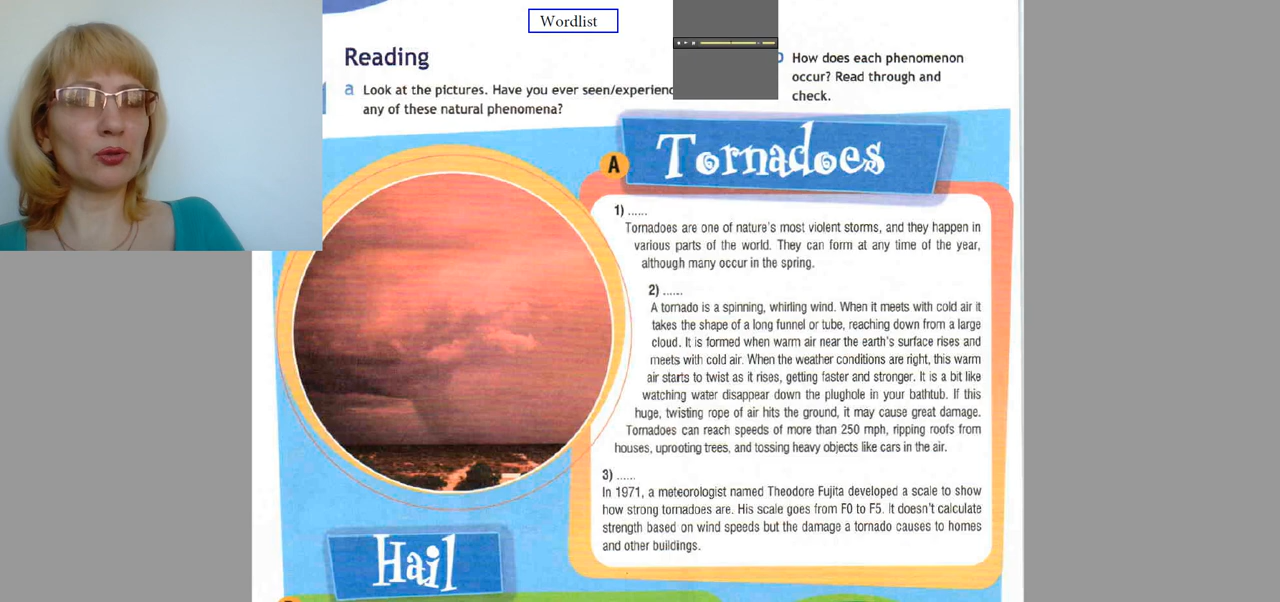 Wordlist
Reading
a Look at the pictures. Have you ever seen/
any of these natural phenomena?
How does each phenomenon
occur? Read through and
check.
A
Tornadoes
1) ......
Tornadoes are one of nature's most violent storms, and they happen in
various parts of the world. They can form at any time of the year,
although many occur in the spring.
2) ......
A tornado is a spinning, whirling wind. When it meets with cold air it
takes the shape of a long funnel or tube, reaching down from a large
cloud. It is formed when warm air near the earth's surface rises and
meets with cold air. When the weather conditions are right, this warm
air starts to twist as it rises, getting faster and stronger. It is a bit like
watching water disappear down the plughole in your bathtub. If this
huge, twisting rope of air hits the ground, it may cause great damage.
Tornadoes can reach speeds of more than 250 mph, ripping roofs from
houses, uprooting trees, and tossing heavy objects like cars in the air.
3) ......
In 1971, a meteorologist named Theodore Fujita developed a scale to show
how strong tornadoes are. His scale goes from F0 to F5. It doesn't calculate
strength based on wind speeds but the damage a tornado causes to homes
and other buildings.
Hail